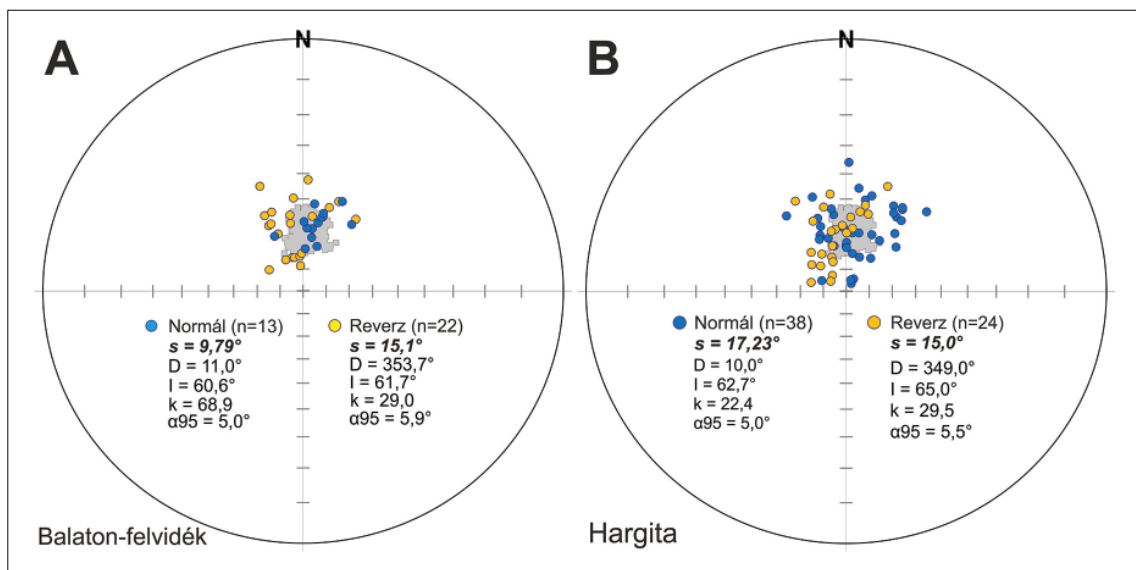 A
N
Normál (n=13)
s = 9,79°
D = 11,0°
I = 60,6°
k = 68,9
α95 = 5,0°
Reverz (n=22)
s = 15,1°
D = 353,7°
I = 61,7°
k = 29,0
α95 = 5,9°
Balaton-felvidék
B
N
Normál (n=38)
s = 17,23°
D = 10,0°
I = 62,7°
k = 22,4
α95 = 5,0°
Reverz (n=24)
s = 15,0°
D = 349,0°
I = 65,0°
k = 29,5
α95 = 5,5°
Hargita